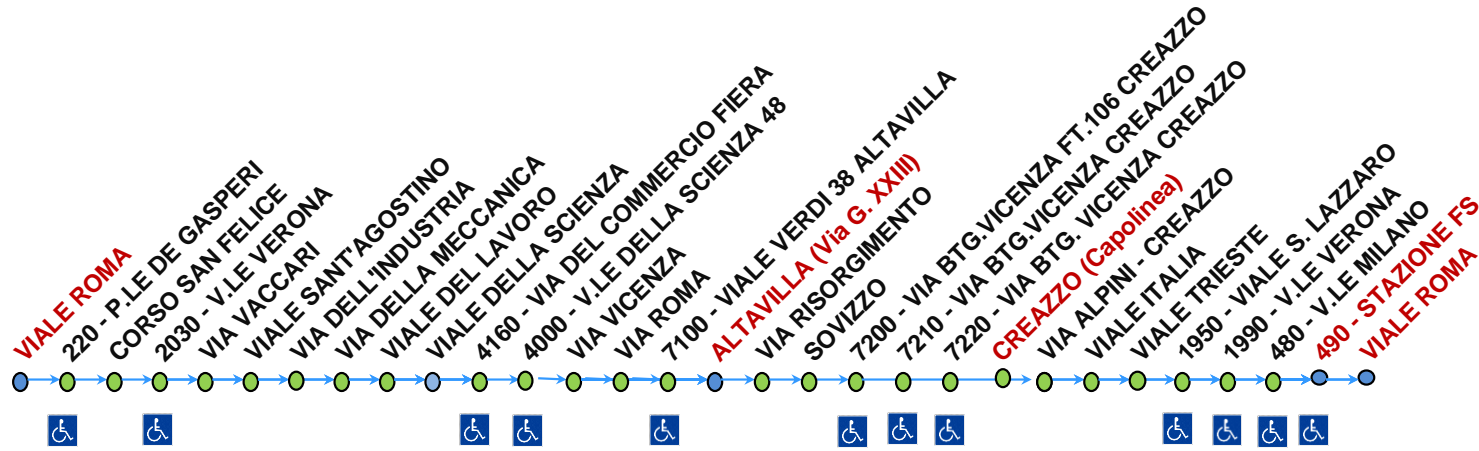 VIALE ROMA
220 - P.LE DE GASPERI
CORSO SAN FELICE
2030 - V.LE VERONA
VIA VACCARI
VIALE SANT'AGOSTINO
VIA DELL'INDUSTRIA
VIA DELLA MECCANICA
VIALE DEL LAVORO
VIALE DELLA SCIENZA
4160 - VIA DEL COMMERCIO FIERA
4000 - V.LE DELLA SCIENZA 48
VIA VICENZA
VIA ROMA
7100 - VIALE VERDI 38 ALTAVILLA
ALTAVILLA (Via G. XXIII)
VIA RISORGIMENTO
SOVIZZO
7200 - VIA BTG.VICENZA FT.106 CREAZZO
7210 - VIA BTG.VICENZA CREAZZO
7220 - VIA BTG. VICENZA CREAZZO
CREAZZO (Capolinea)
VIA ALPINI - CREAZZO
VIALE ITALIA
VIALE TRIESTE
1950 - VIALE S. LAZZARO
1990 - V.LE VERONA
480 - V.LE MILANO
490 - STAZIONE FS
VIALE ROMA